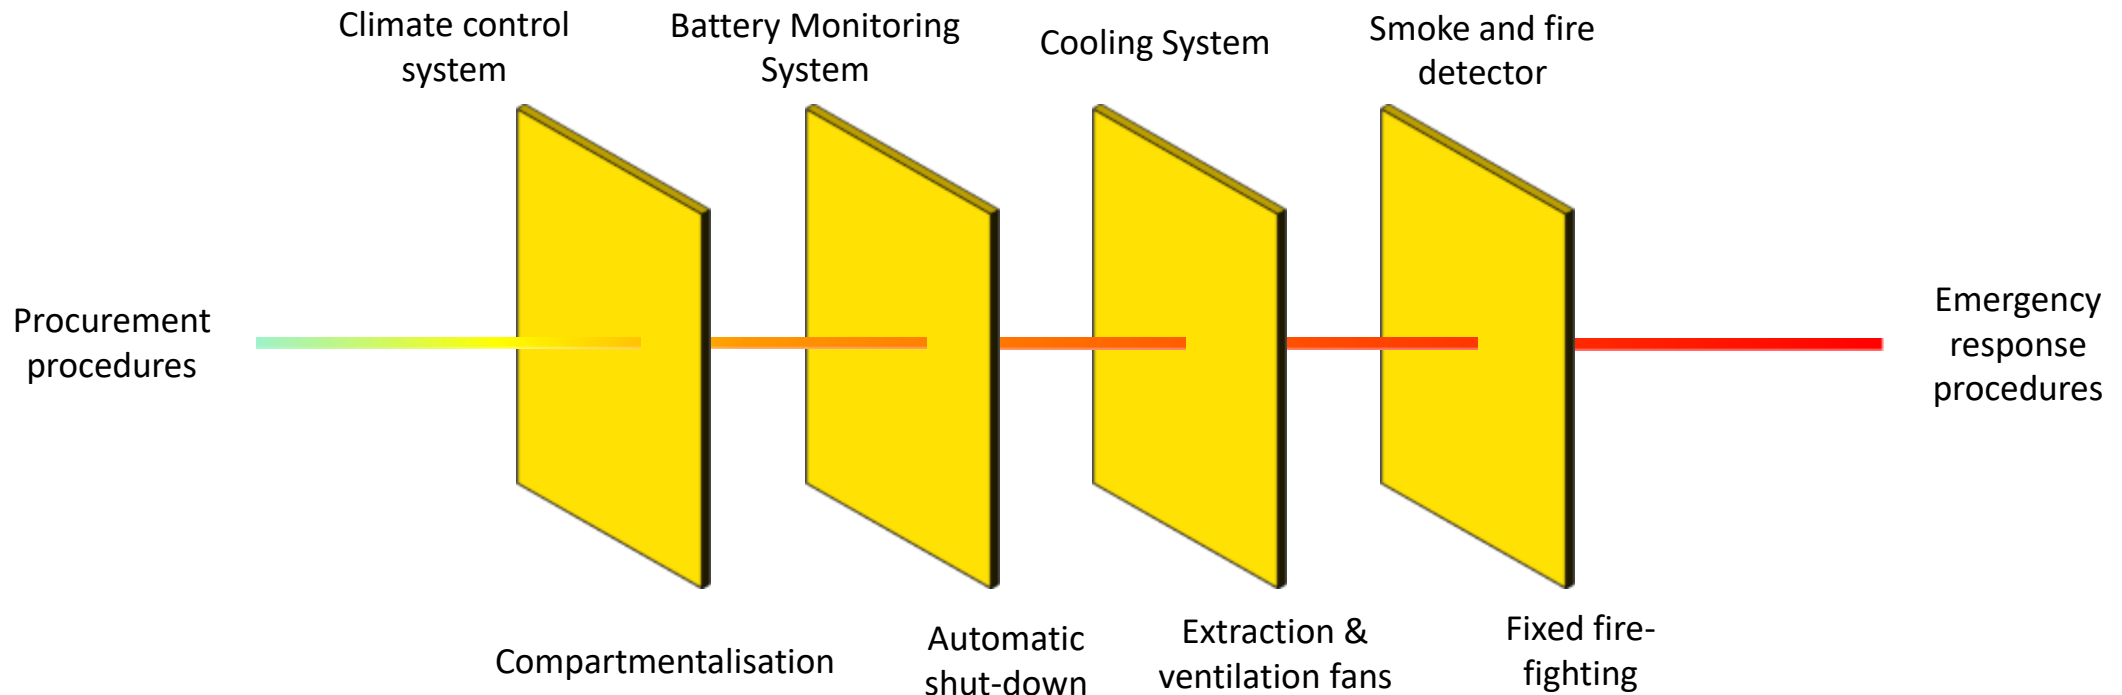 Climate control
system
Battery Monitoring
System
Cooling System
Smoke and fire
detector
Procurement
procedures
Emergency
response
procedures
Compartmentalisation
Automatic
shut-down
Extraction &
ventilation fans
Fixed fire-
fighting